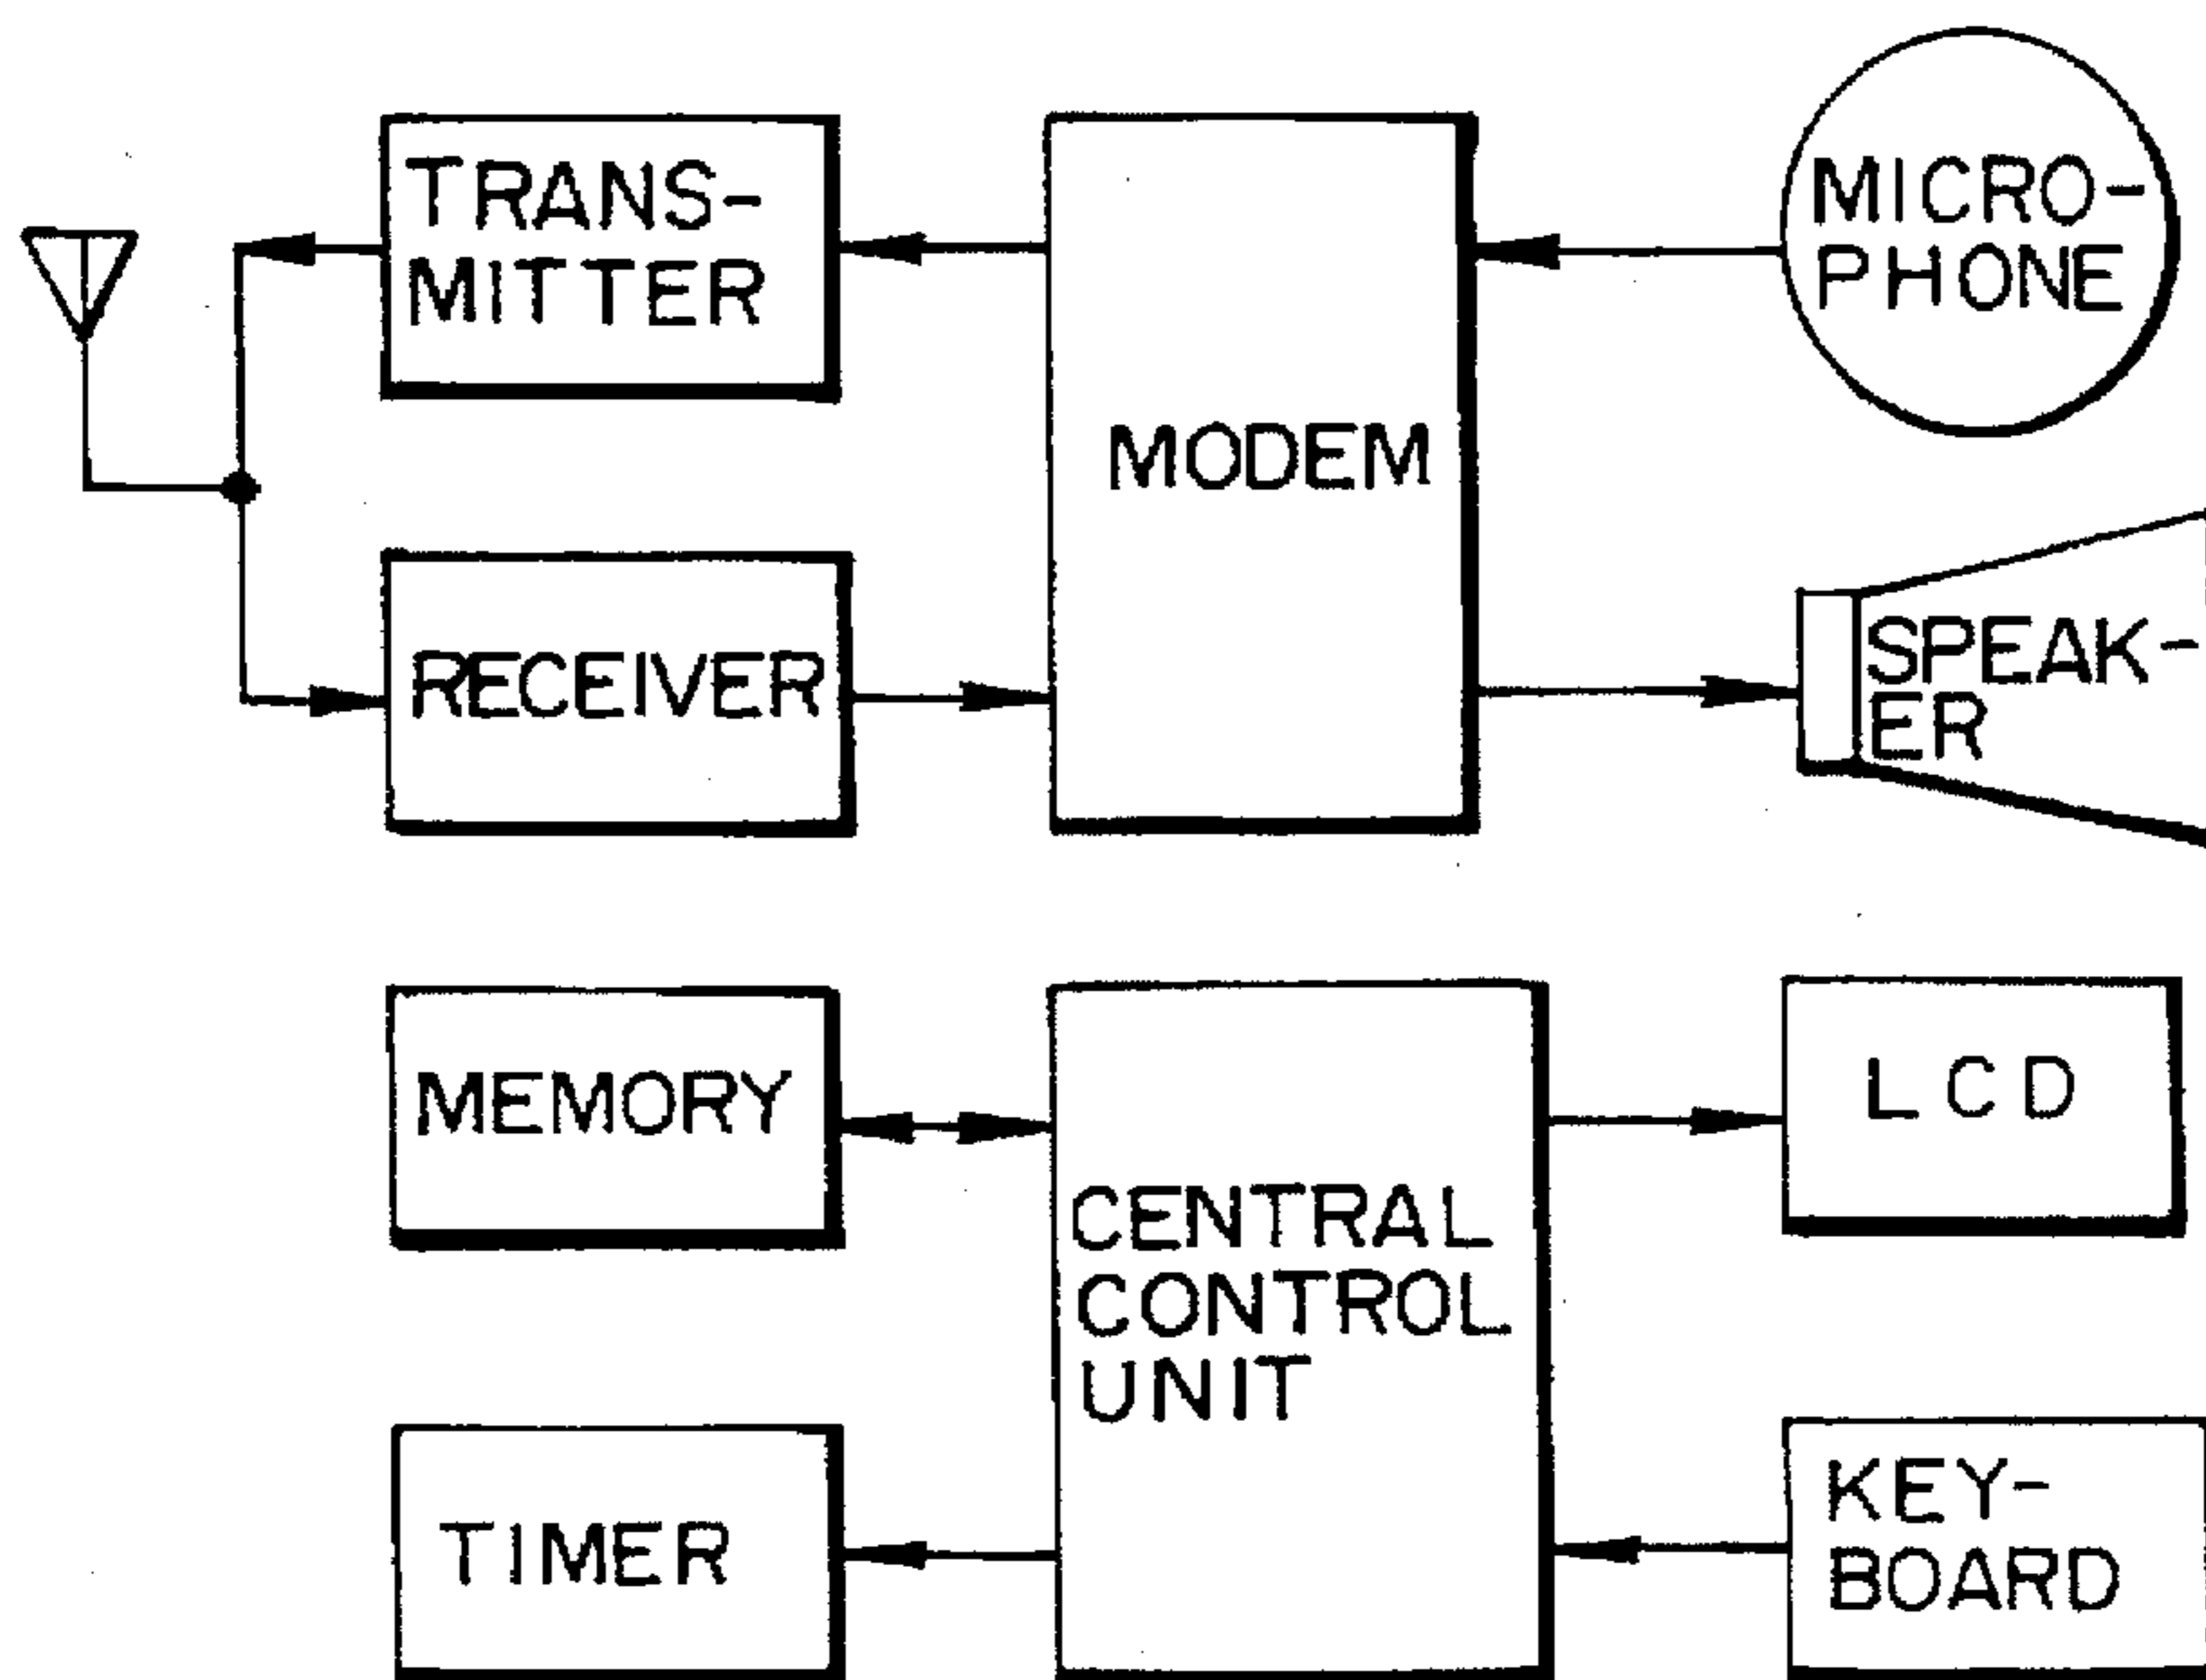 TRANS-
MITTER
MICRO-
PHONE
MODEM
RECEIVER
SPEAK-
ER
MEMORY
LCD
CENTRAL
CONTROL
UNIT
TIMER
KEY-
BOARD